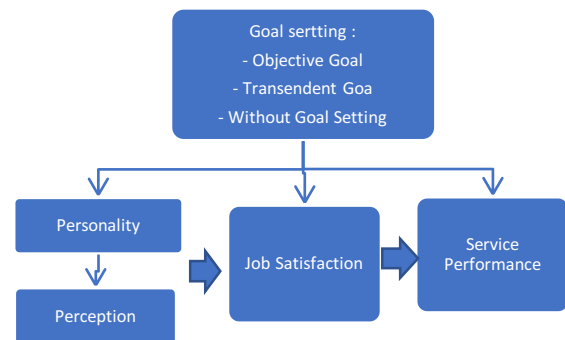 Goal sertting :
- Objective Goal
- Transendent Goa
- Without Goal Setting
Personality
Job Satisfaction
Service
Performance
Perception